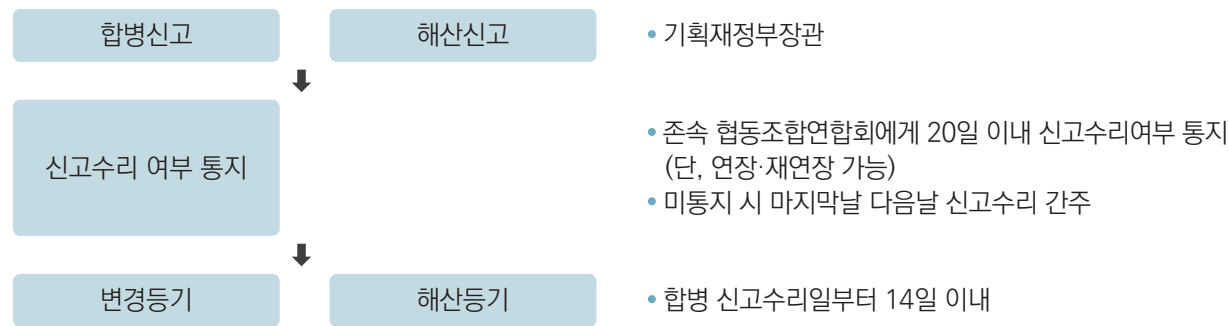 합병신고 해산신고 • 기획재정부장관
신고수리 여부 통지
• 존속 협동조합연합회에게 20일 이내 신고수리여부 통지
(단, 연장·재연장 가능)
• 미통지 시 마지막날 다음날 신고수리 간주
변경등기 해산등기 • 합병 신고수리일부터 14일 이내